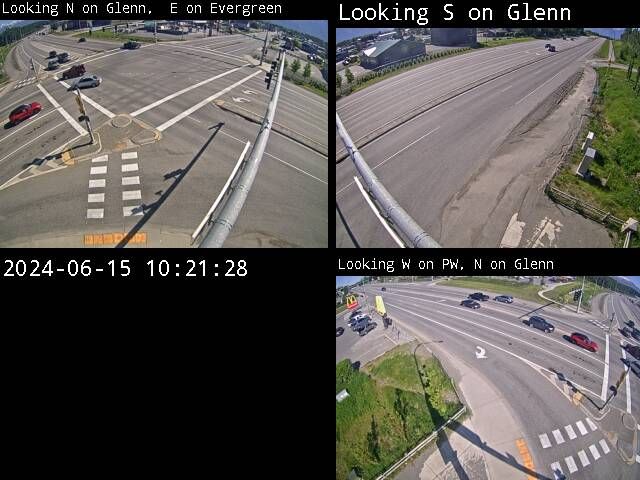 Looking N on Glenn,  E on Evergreen
Looking S on Glenn
2024-06-15 10:21:28
Looking W on PW, N on Glenn